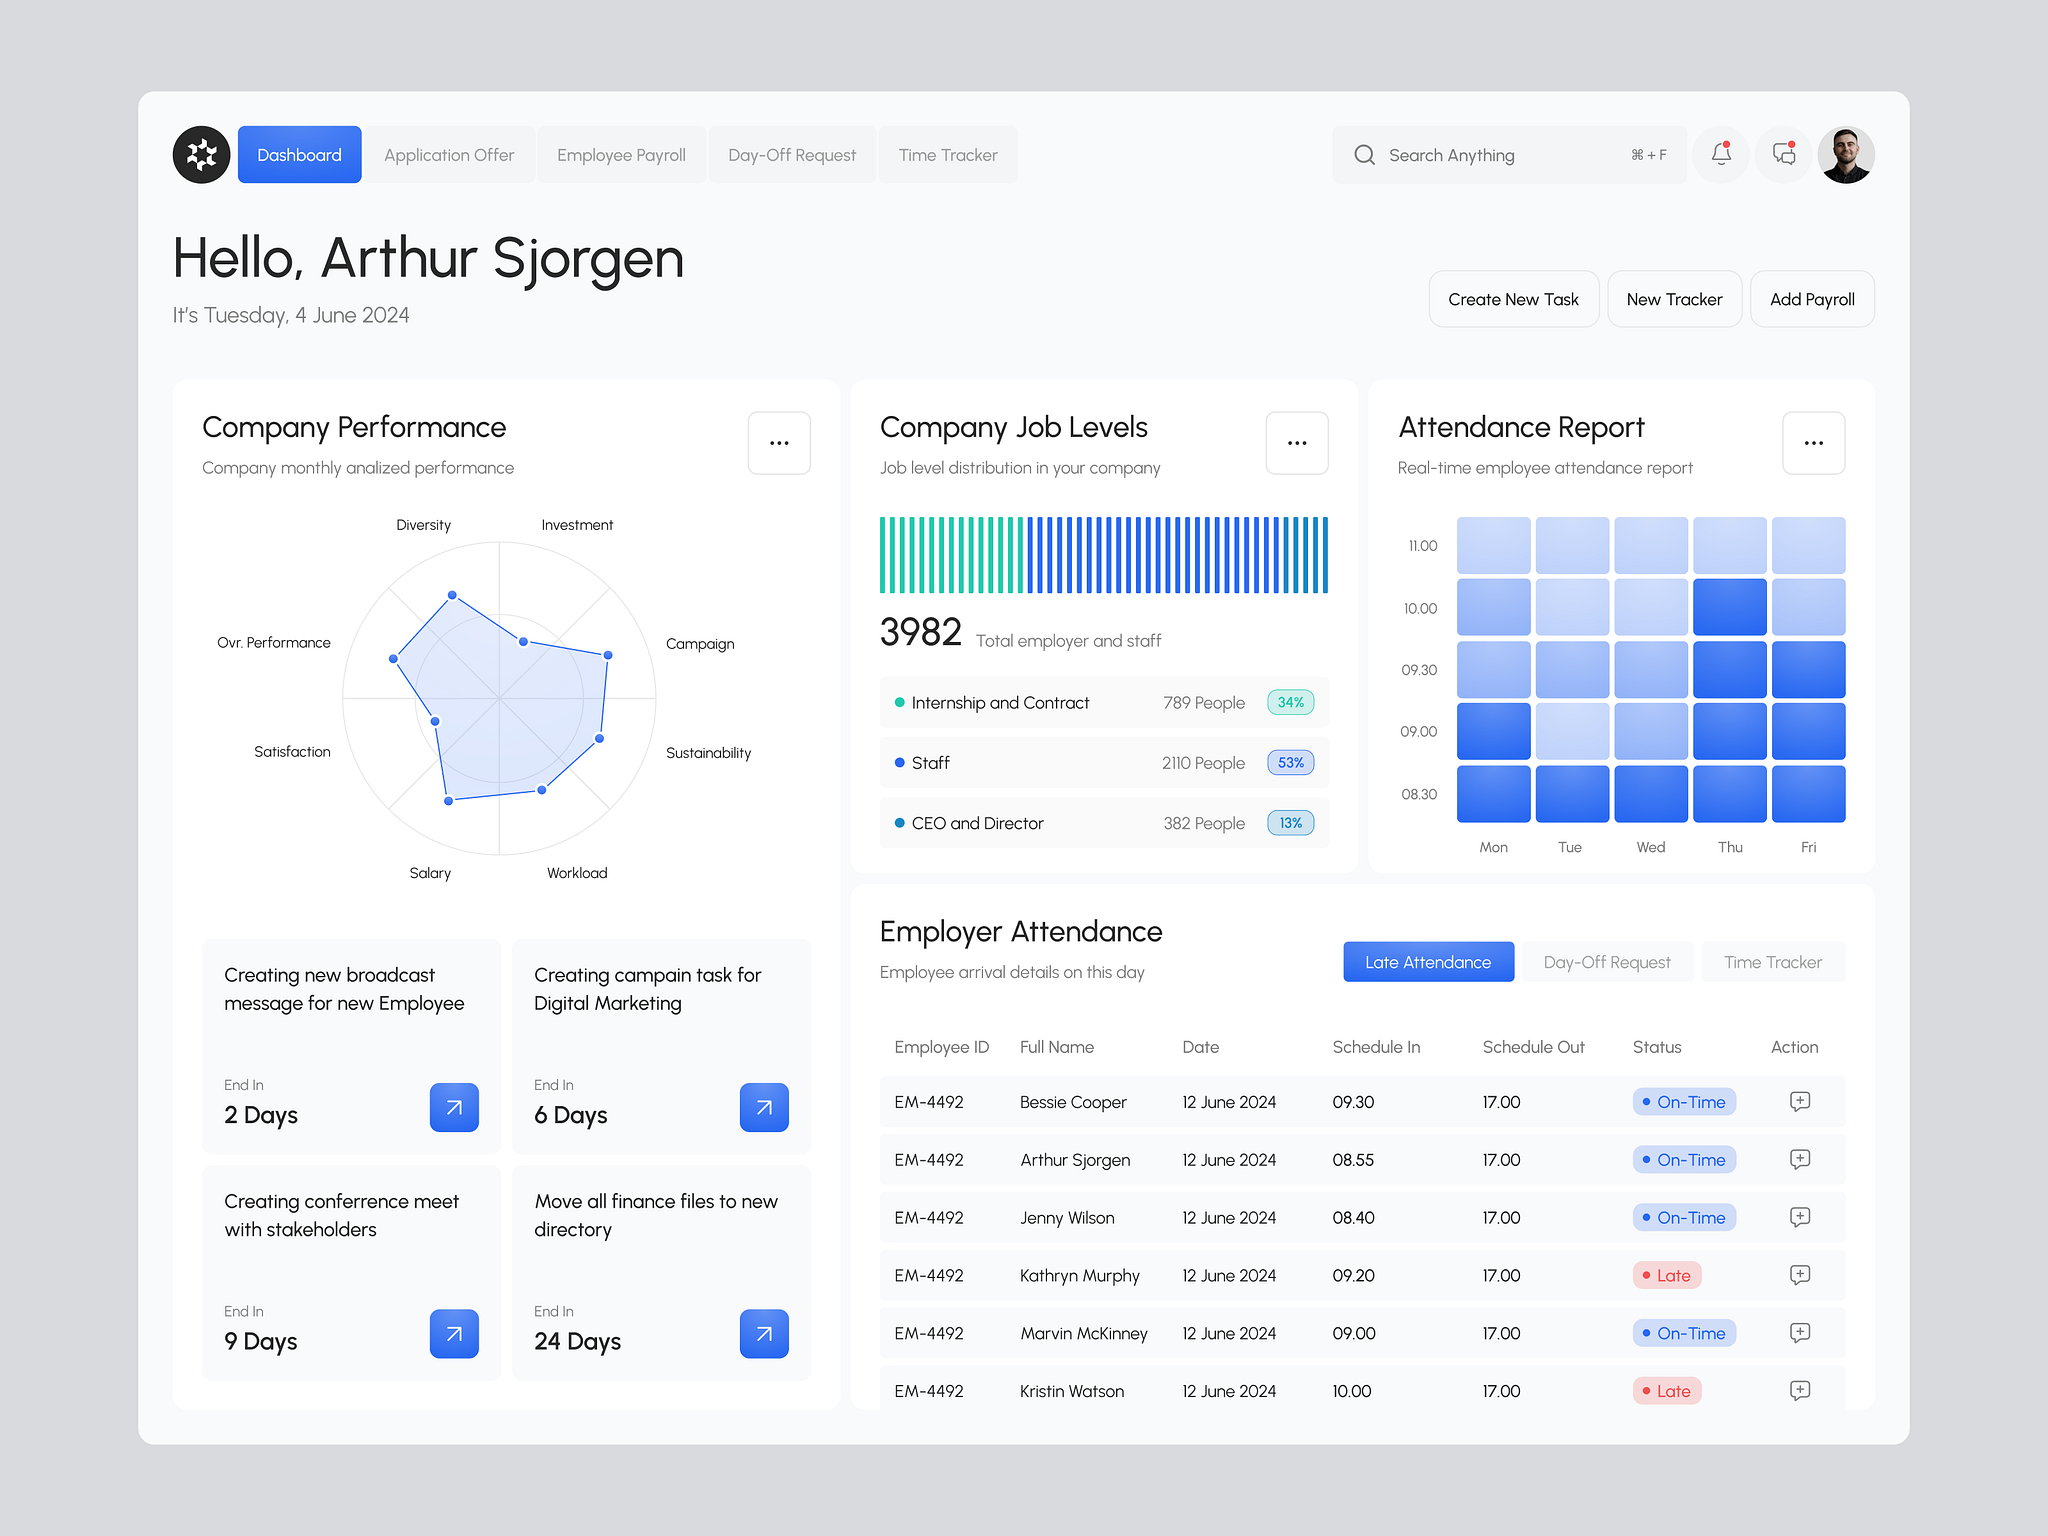 Dashboard
Application Offer
Employee Payroll
Day-Off Request
Time Tracker
Search Anything
⌘ + F
Hello, Arthur Sjorgen
It's Tuesday, 4 June 2024
Create New Task
New Tracker
Add Payroll
Company Performance
Company monthly analized performance
Diversity
Investment
Ovr. Performance
Campaign
Satisfaction
Sustainability
Salary
Workload
Creating new broadcast
message for new Employee
End In
2 Days
Creating campain task for
Digital Marketing
End In
6 Days
Creating conferrence meet
with stakeholders
End In
9 Days
Move all finance files to new
directory
End In
24 Days
Company Job Levels
Job level distribution in your company
3982 Total employer and staff
Internship and Contract 789 People 34%
Staff 2110 People 53%
CEO and Director 382 People 13%
Attendance Report
Real-time employee attendance report
11.00
10.00
09.30
09.00
08.30
Mon Tue Wed Thu Fri
Employer Attendance
Employee arrival details on this day
Late Attendance
Day-Off Request
Time Tracker
Employee ID Full Name Date Schedule In Schedule Out Status Action
EM-4492 Bessie Cooper 12 June 2024 09.30 17.00 On-Time
EM-4492 Arthur Sjorgen 12 June 2024 08.55 17.00 On-Time
EM-4492 Jenny Wilson 12 June 2024 08.40 17.00 On-Time
EM-4492 Kathryn Murphy 12 June 2024 09.20 17.00 Late
EM-4492 Marvin McKinney 12 June 2024 09.00 17.00 On-Time
EM-4492 Kristin Watson 12 June 2024 10.00 17.00 Late